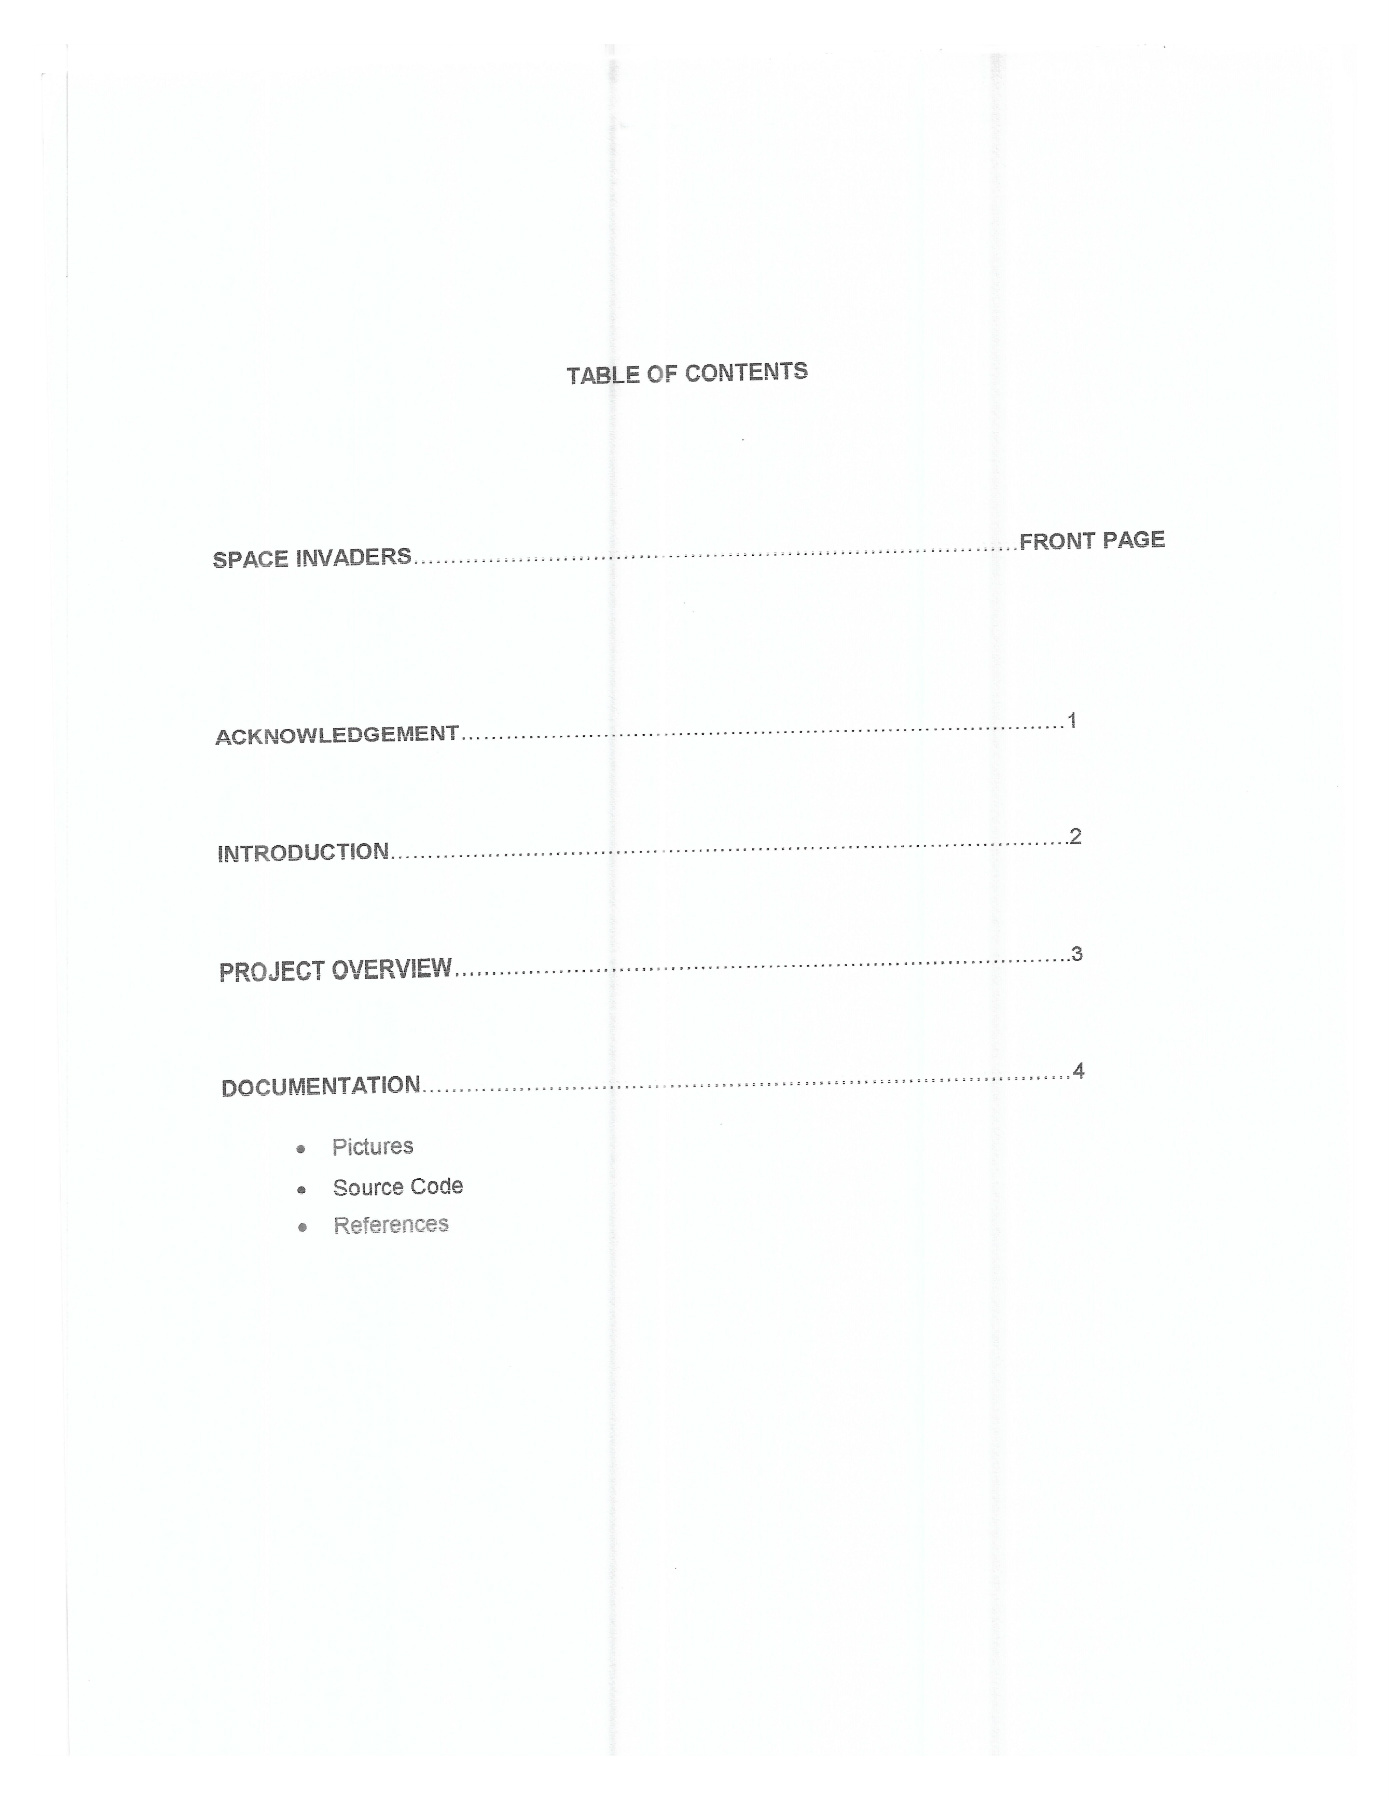 TABLE OF CONTENTS
SPACE INVADERS................................................................................FRONT PAGE
ACKNOWLEDGEMENT................................................................................1
INTRODUCTION..........................................................................................2
PROJECT OVERVIEW..................................................................................3
DOCUMENTATION......................................................................................4
• Pictures
• Source Code
• References